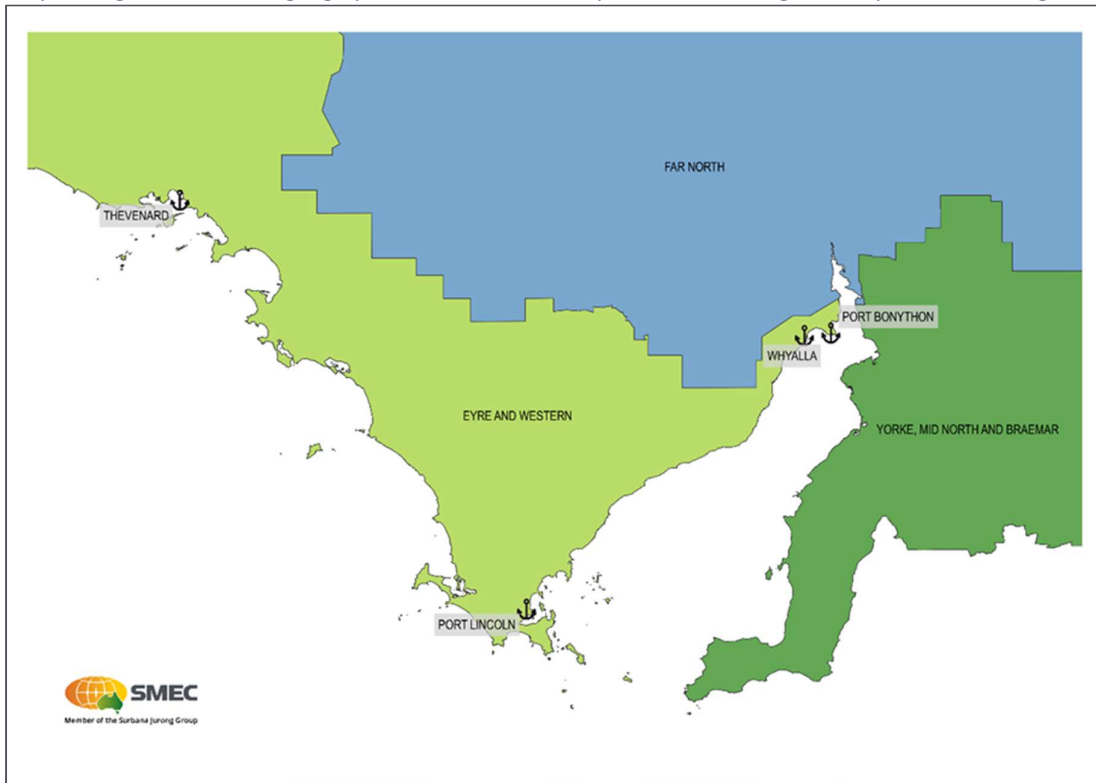 FAR NORTH
THEVENARD
PORT BONYTHON
WHYALLA
EYRE AND WESTERN
YORKE, MID NORTH AND BRAEMAR
PORT LINCOLN
SMEC
Member of the Surbana Jurong Group